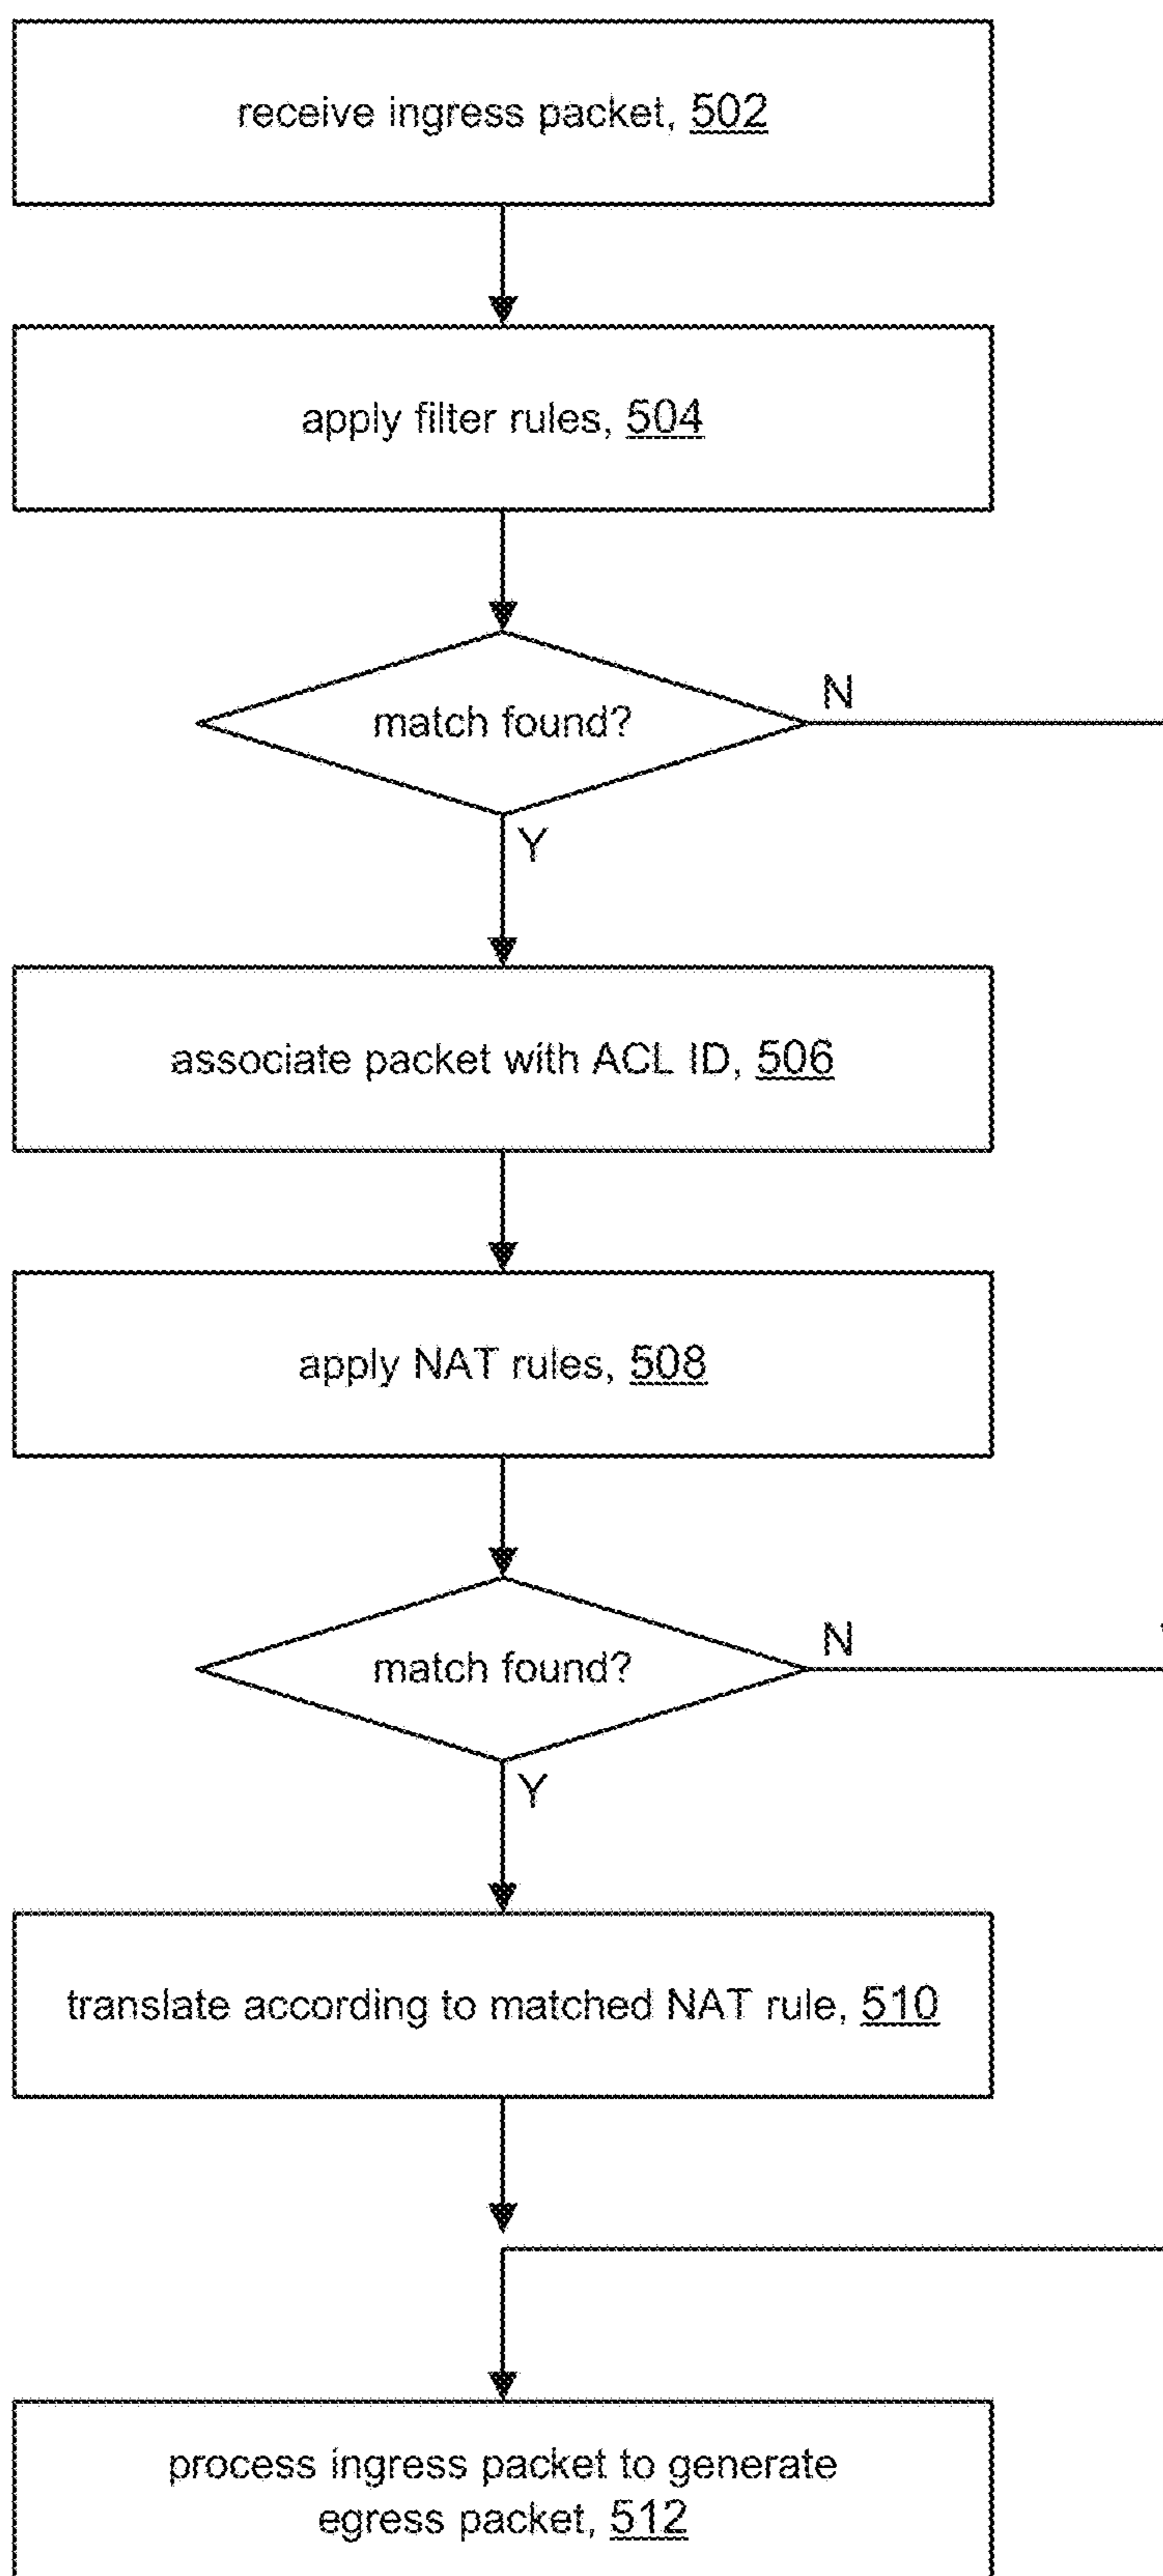 receive ingress packet, 502
apply filter rules, 504
match found?
N
Y
associate packet with ACL ID, 506
apply NAT rules, 508
match found?
N
Y
translate according to matched NAT rule, 510
process ingress packet to generate
egress packet, 512